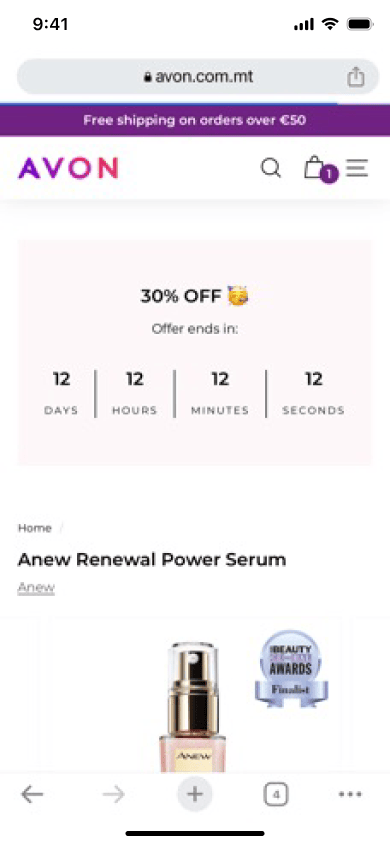 9:41
avon.com.mt
Free shipping on orders over €50
AVON
1
30% OFF 🥳
Offer ends in:
12 12 12 12
DAYS HOURS MINUTES SECONDS
Home /
Anew Renewal Power Serum
Anew
BEAUTY
AWARDS
Finalist
ANEW
4